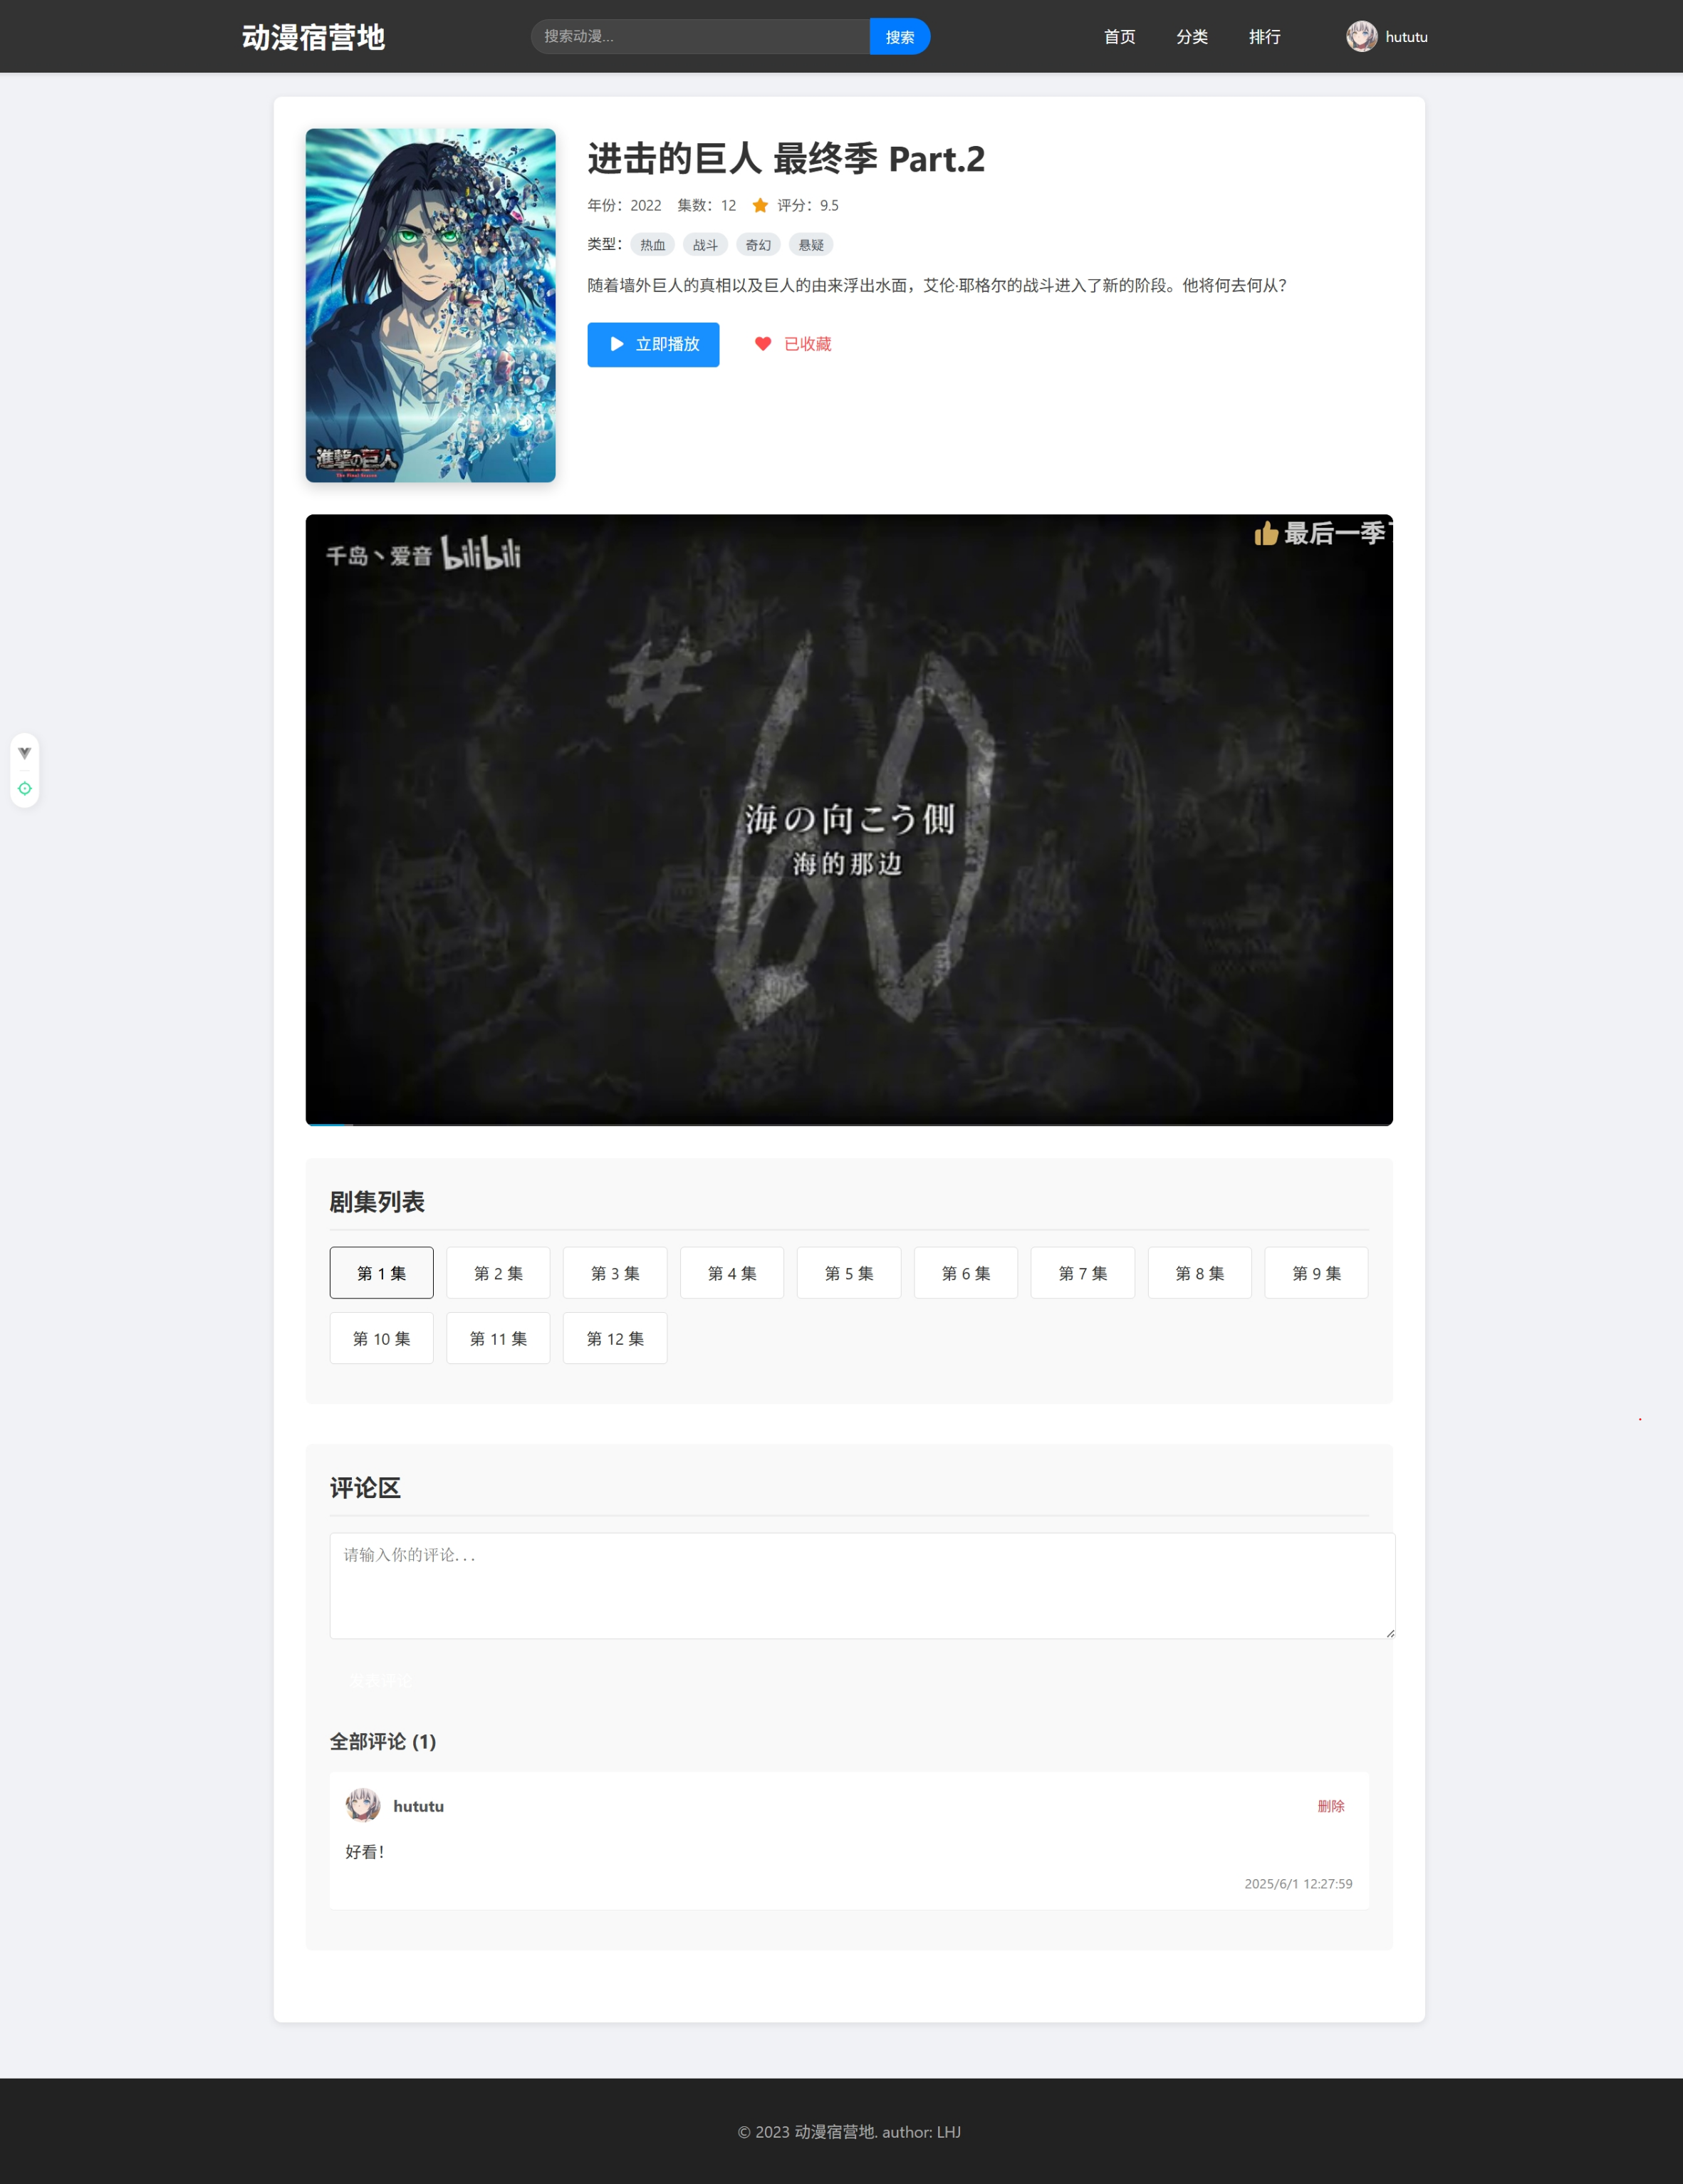 动漫宿营地
搜索动漫...
搜索
首页
分类
排行
hututu
進撃の巨人
The Final Season
进击的巨人 最终季 Part.2
年份：2022 集数：12 评分：9.5
类型： 热血 战斗 奇幻 悬疑
随着墙外巨人的真相以及巨人的由来浮出水面，艾伦·耶格尔的战斗进入了新的阶段。他将何去何从？
立即播放
已收藏
千岛丶爱音 bilibili
最后一季
#60
海の向こう側
海的那边
剧集列表
第 1 集
第 2 集
第 3 集
第 4 集
第 5 集
第 6 集
第 7 集
第 8 集
第 9 集
第 10 集
第 11 集
第 12 集
评论区
请输入你的评论...
发表评论
全部评论 (1)
hututu
删除
好看！
2025/6/1 12:27:59
© 2023 动漫宿营地. author: LHJ